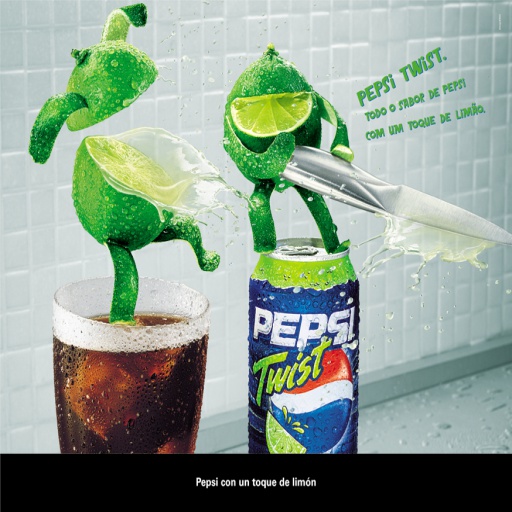 PEPSI TWIST.
TODO O SABOR DE PEPSI
COM UM TOQUE DE LIMÃO.
PEPSI
Twist
Pepsi con un toque de limón